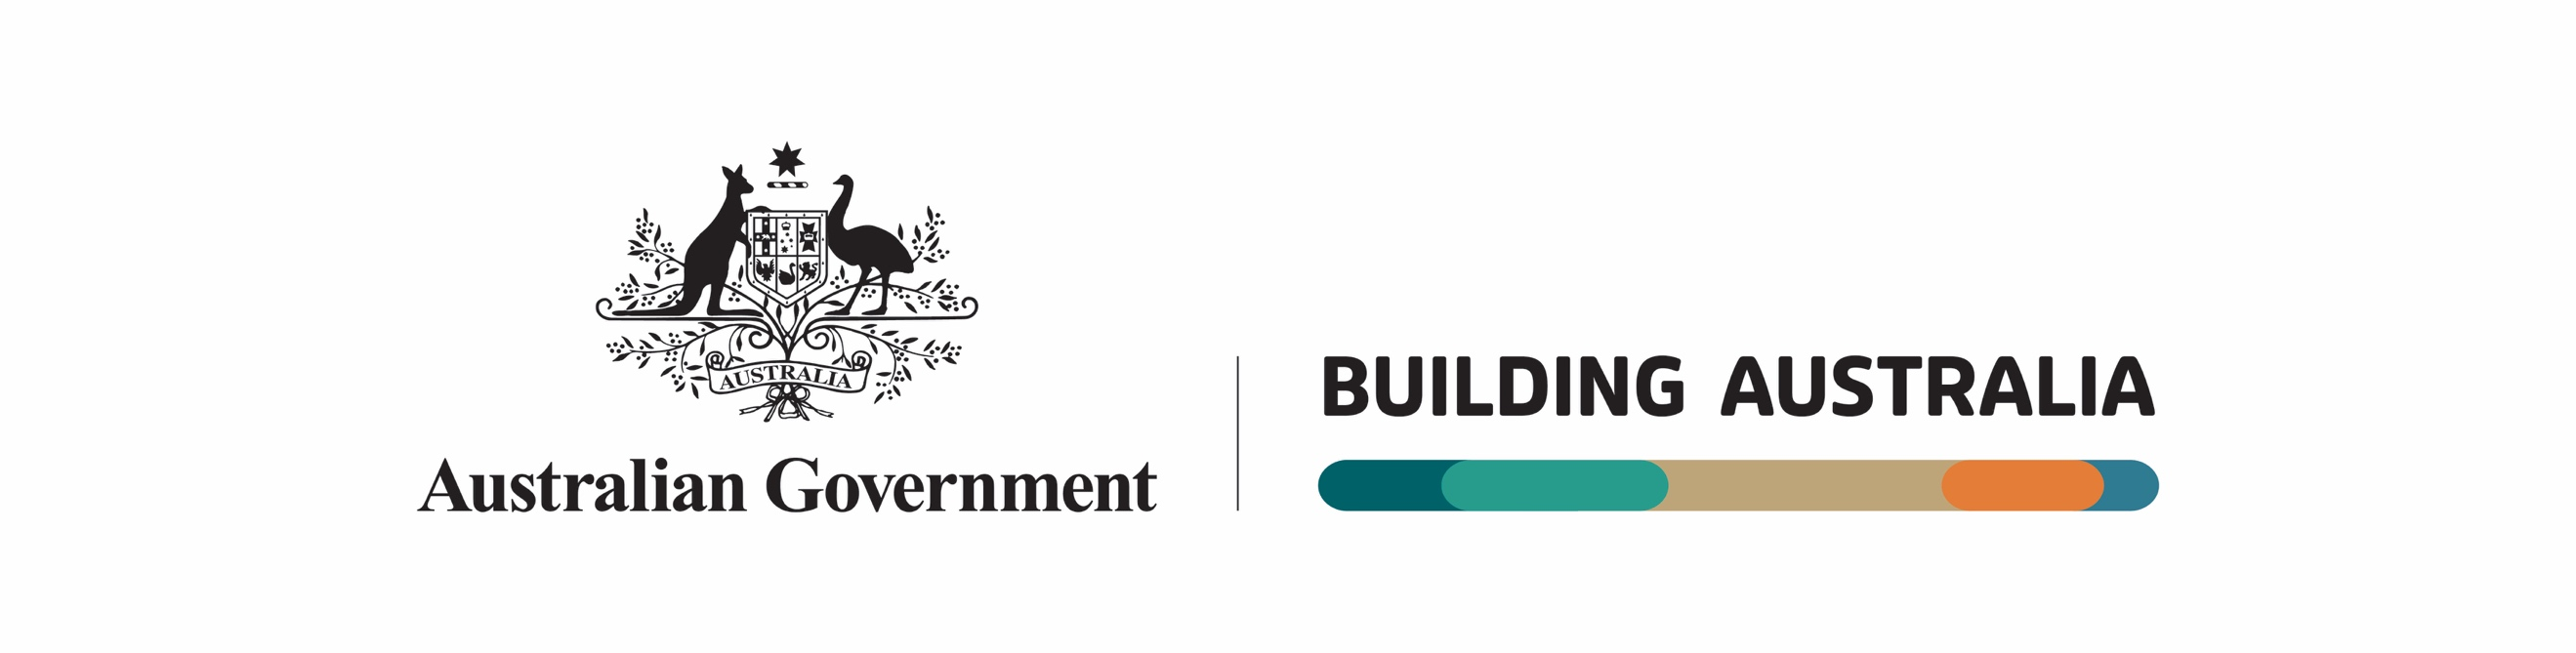 AUSTRALIA
Australian Government
BUILDING AUSTRALIA